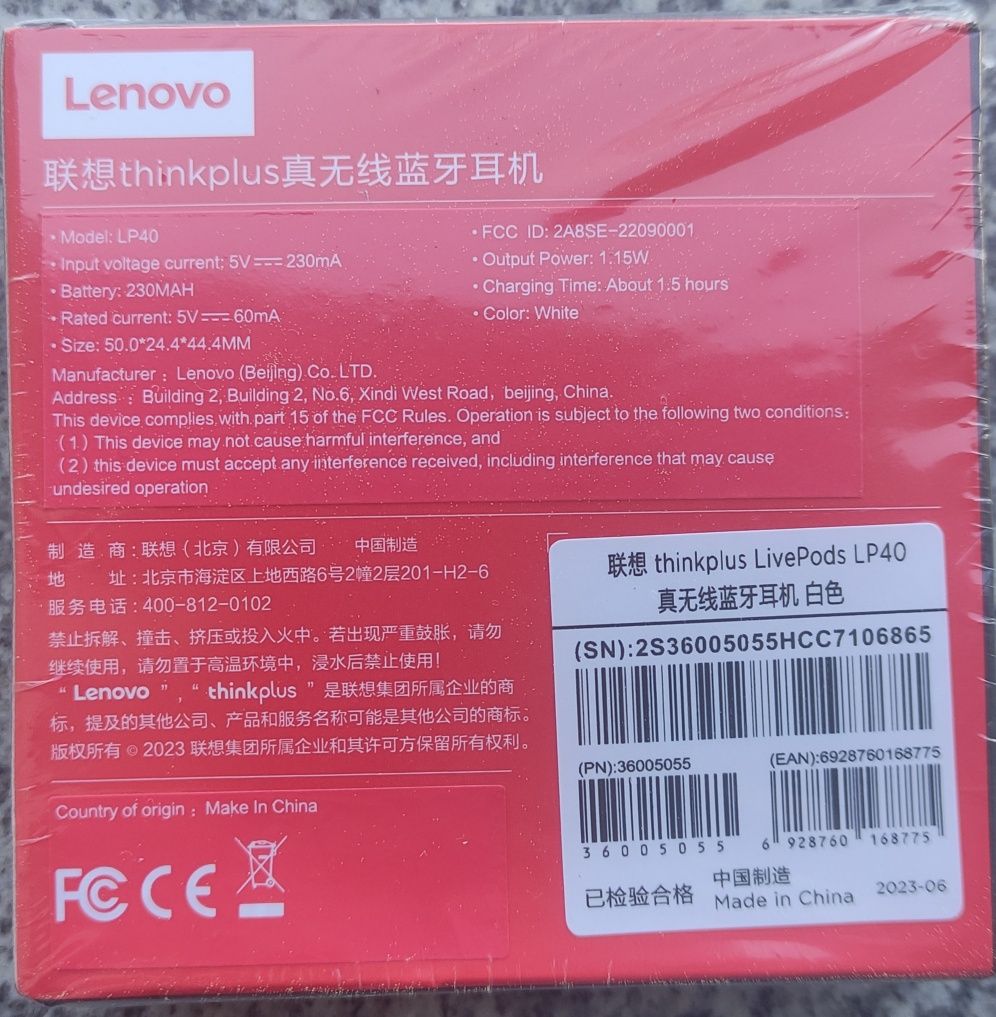 Lenovo
联想thinkplus真无线蓝牙耳机
• Model: LP40
• Input voltage current: 5V⎓230mA
• Battery: 230MAH
• Rated current: 5V⎓60mA
• Size: 50.0*24.4*44.4MM
• FCC ID: 2A8SE-22090001
• Output Power: 1.15W
• Charging Time: About 1.5 hours
• Color: White
Manufacturer：Lenovo (Beijing) Co. LTD.
Address ：Building 2, Building 2, No.6, Xindi West Road，beijing, China.
This device complies with part 15 of the FCC Rules. Operation is subject to the following two conditions:
（1）This device may not cause harmful interference, and
（2）this device must accept any interference received, including interference that may cause
undesired operation
制 造 商：联想（北京）有限公司 中国制造
地 址：北京市海淀区上地西路6号2幢2层201-H2-6
服务电话：400-812-0102
禁止拆解、撞击、挤压或投入火中。若出现严重鼓胀，请勿
继续使用，请勿置于高温环境中，浸水后禁止使用！
“ Lenovo ”，“ thinkplus ”是联想集团所属企业的商
标，提及的其他公司、产品和服务名称可能是其他公司的商标。
版权所有 © 2023 联想集团所属企业和其许可方保留所有权利。
Country of origin：Make In China
FC CE
联想 thinkplus LivePods LP40
真无线蓝牙耳机 白色
(SN):2S36005055HCC7106865
(PN):36005055
36005055
(EAN):6928760168775
6 928760 168775
已检验合格
中国制造
Made in China
2023-06